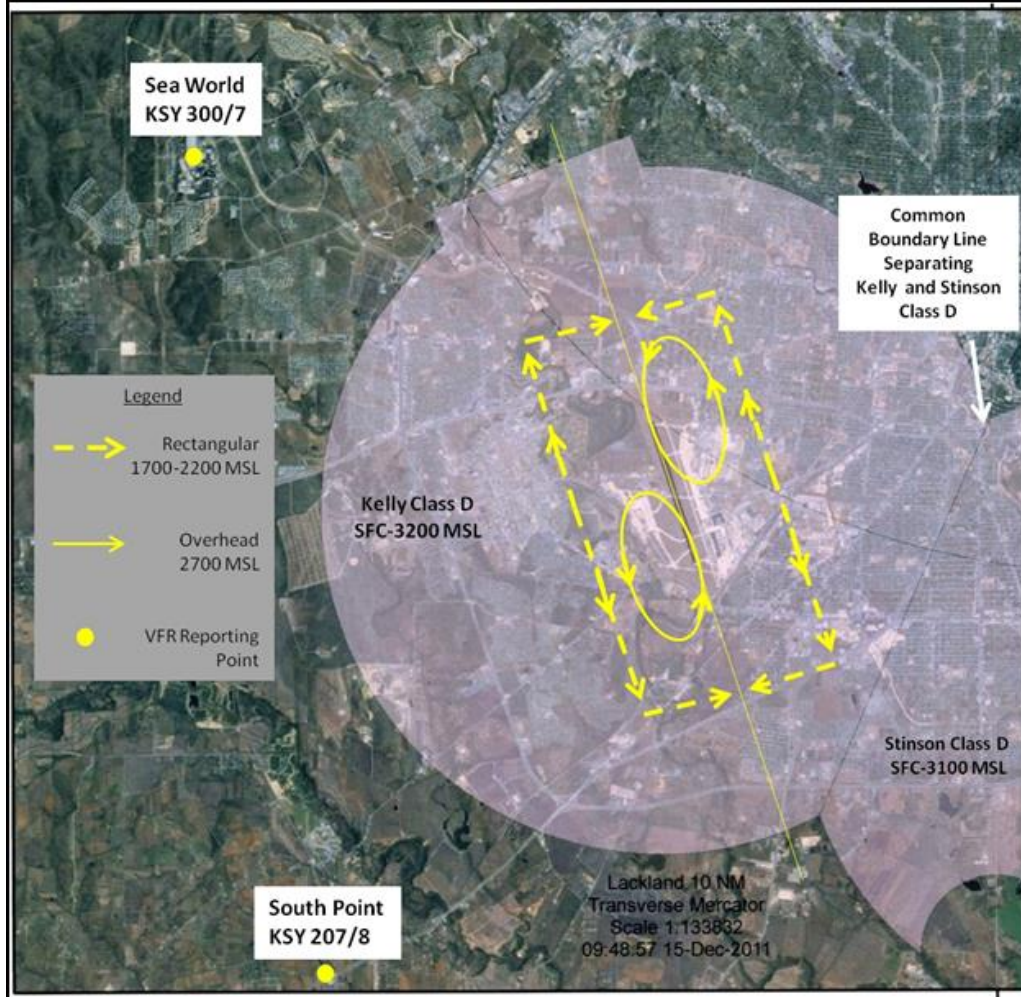 Sea World
KSY 300/7
Common
Boundary Line
Separating
Kelly and Stinson
Class D
Legend
Rectangular
1700-2200 MSL
Overhead
2700 MSL
VFR Reporting
Point
Kelly Class D
SFC-3200 MSL
Stinson Class D
SFC-3100 MSL
South Point
KSY 207/8
Lackland 10 NM
Transverse Mercator
Scale 1:133832
09:48:57 15-Dec-2011